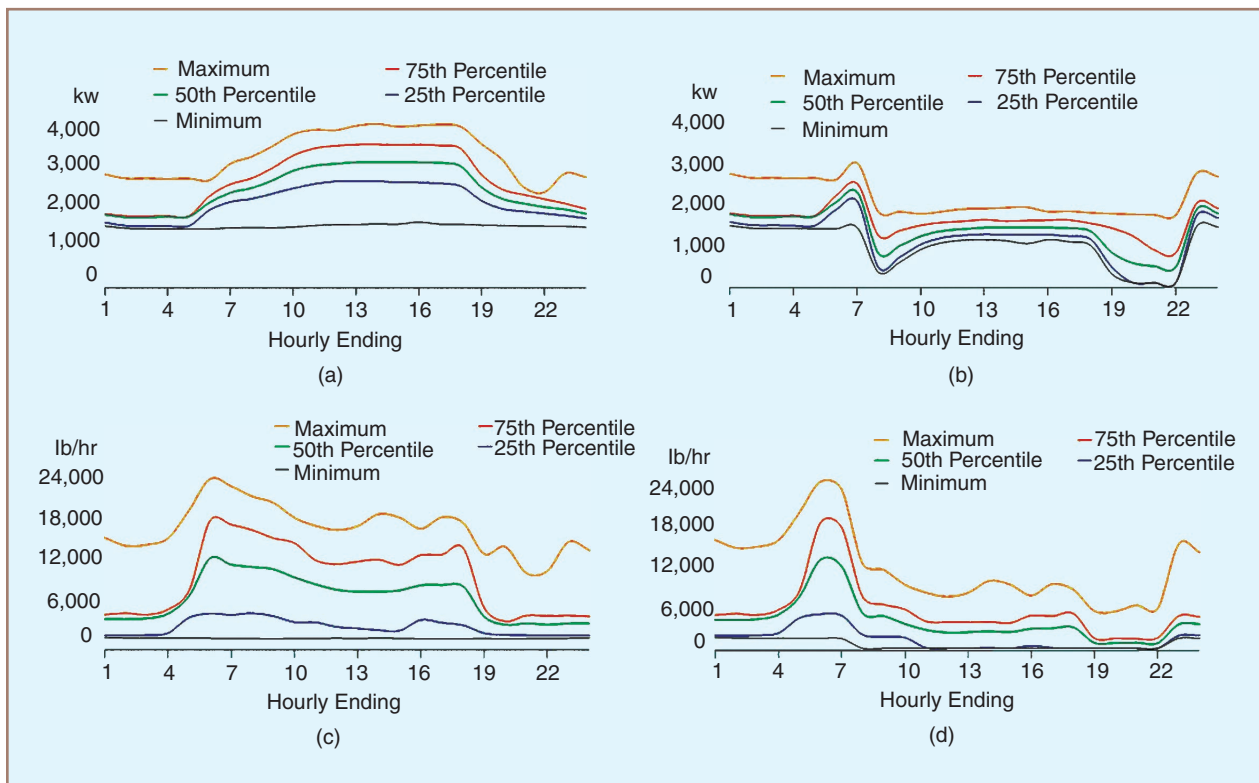 Maximum
75th Percentile
kw
50th Percentile
25th Percentile
Minimum
4,000
3,000
2,000
1,000
0
1 4 7 10 13 16 19 22
Hourly Ending
(a)
Maximum
75th Percentile
kw
50th Percentile
25th Percentile
Minimum
4,000
3,000
2,000
1,000
0
1 4 7 10 13 16 19 22
Hourly Ending
(b)
Maximum
75th Percentile
lb/hr
50th Percentile
25th Percentile
Minimum
24,000
18,000
12,000
6,000
0
1 4 7 10 13 16 19 22
Hourly Ending
(c)
Maximum
75th Percentile
lb/hr
50th Percentile
25th Percentile
Minimum
24,000
18,000
12,000
6,000
0
1 4 7 10 13 16 19 22
Hourly Ending
(d)